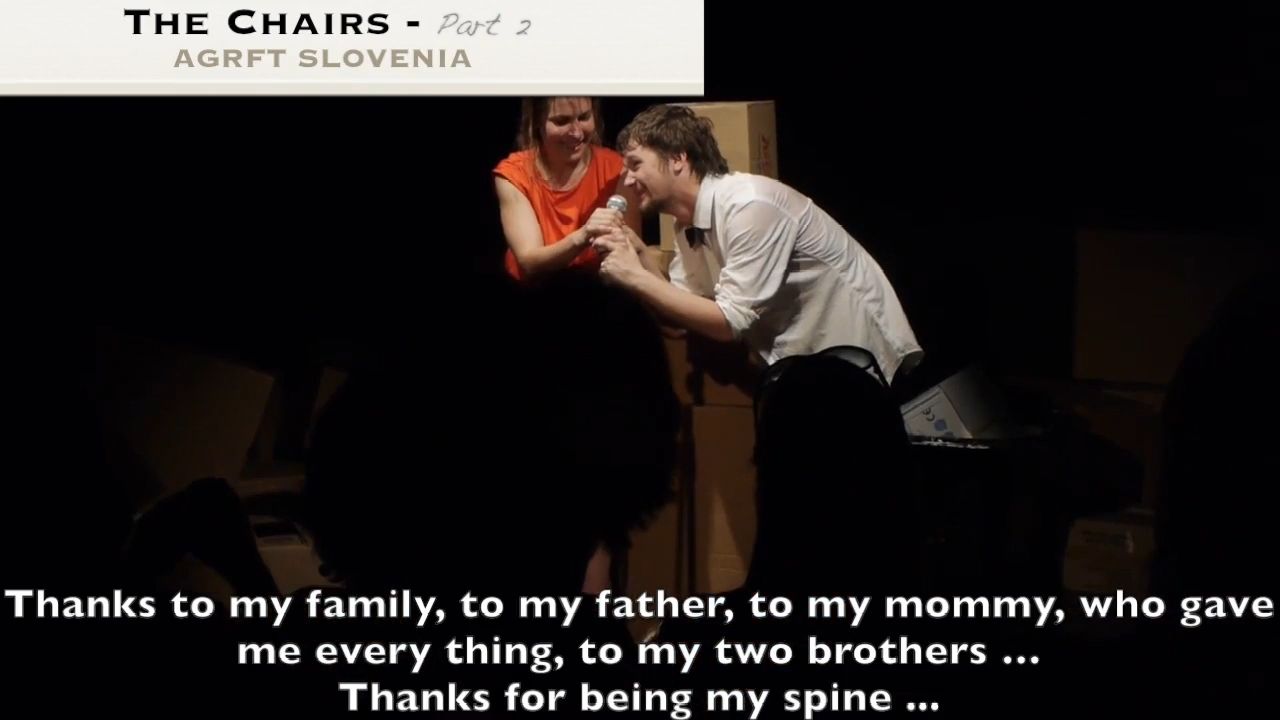 The Chairs - Part 2
AGRFT SLOVENIA
Thanks to my family, to my father, to my mommy, who gave
me every thing, to my two brothers ...
Thanks for being my spine ...